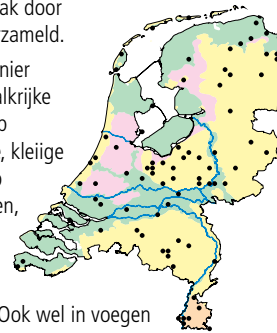 ak door
zameld.
nier
alkrijke
o
e, kleiige
o
en,
Ook wel in voegen